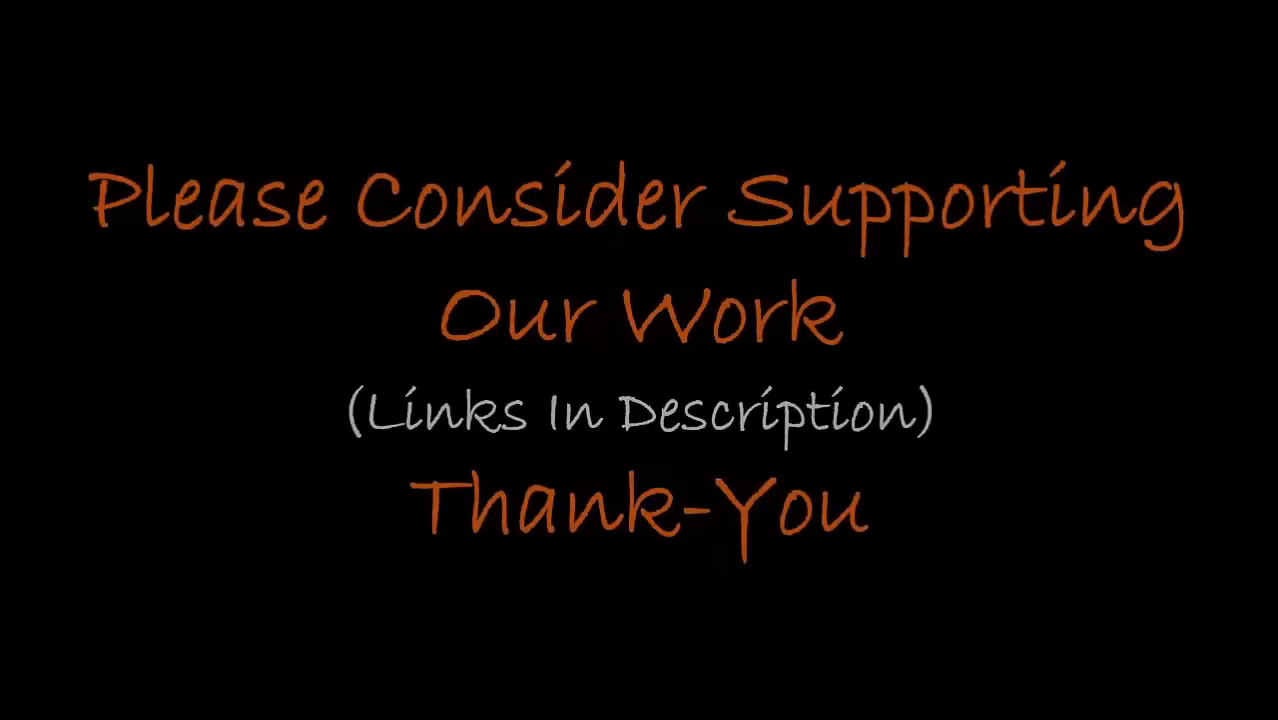 Please Consider Supporting
Our Work
(Links In Description)
Thank-You